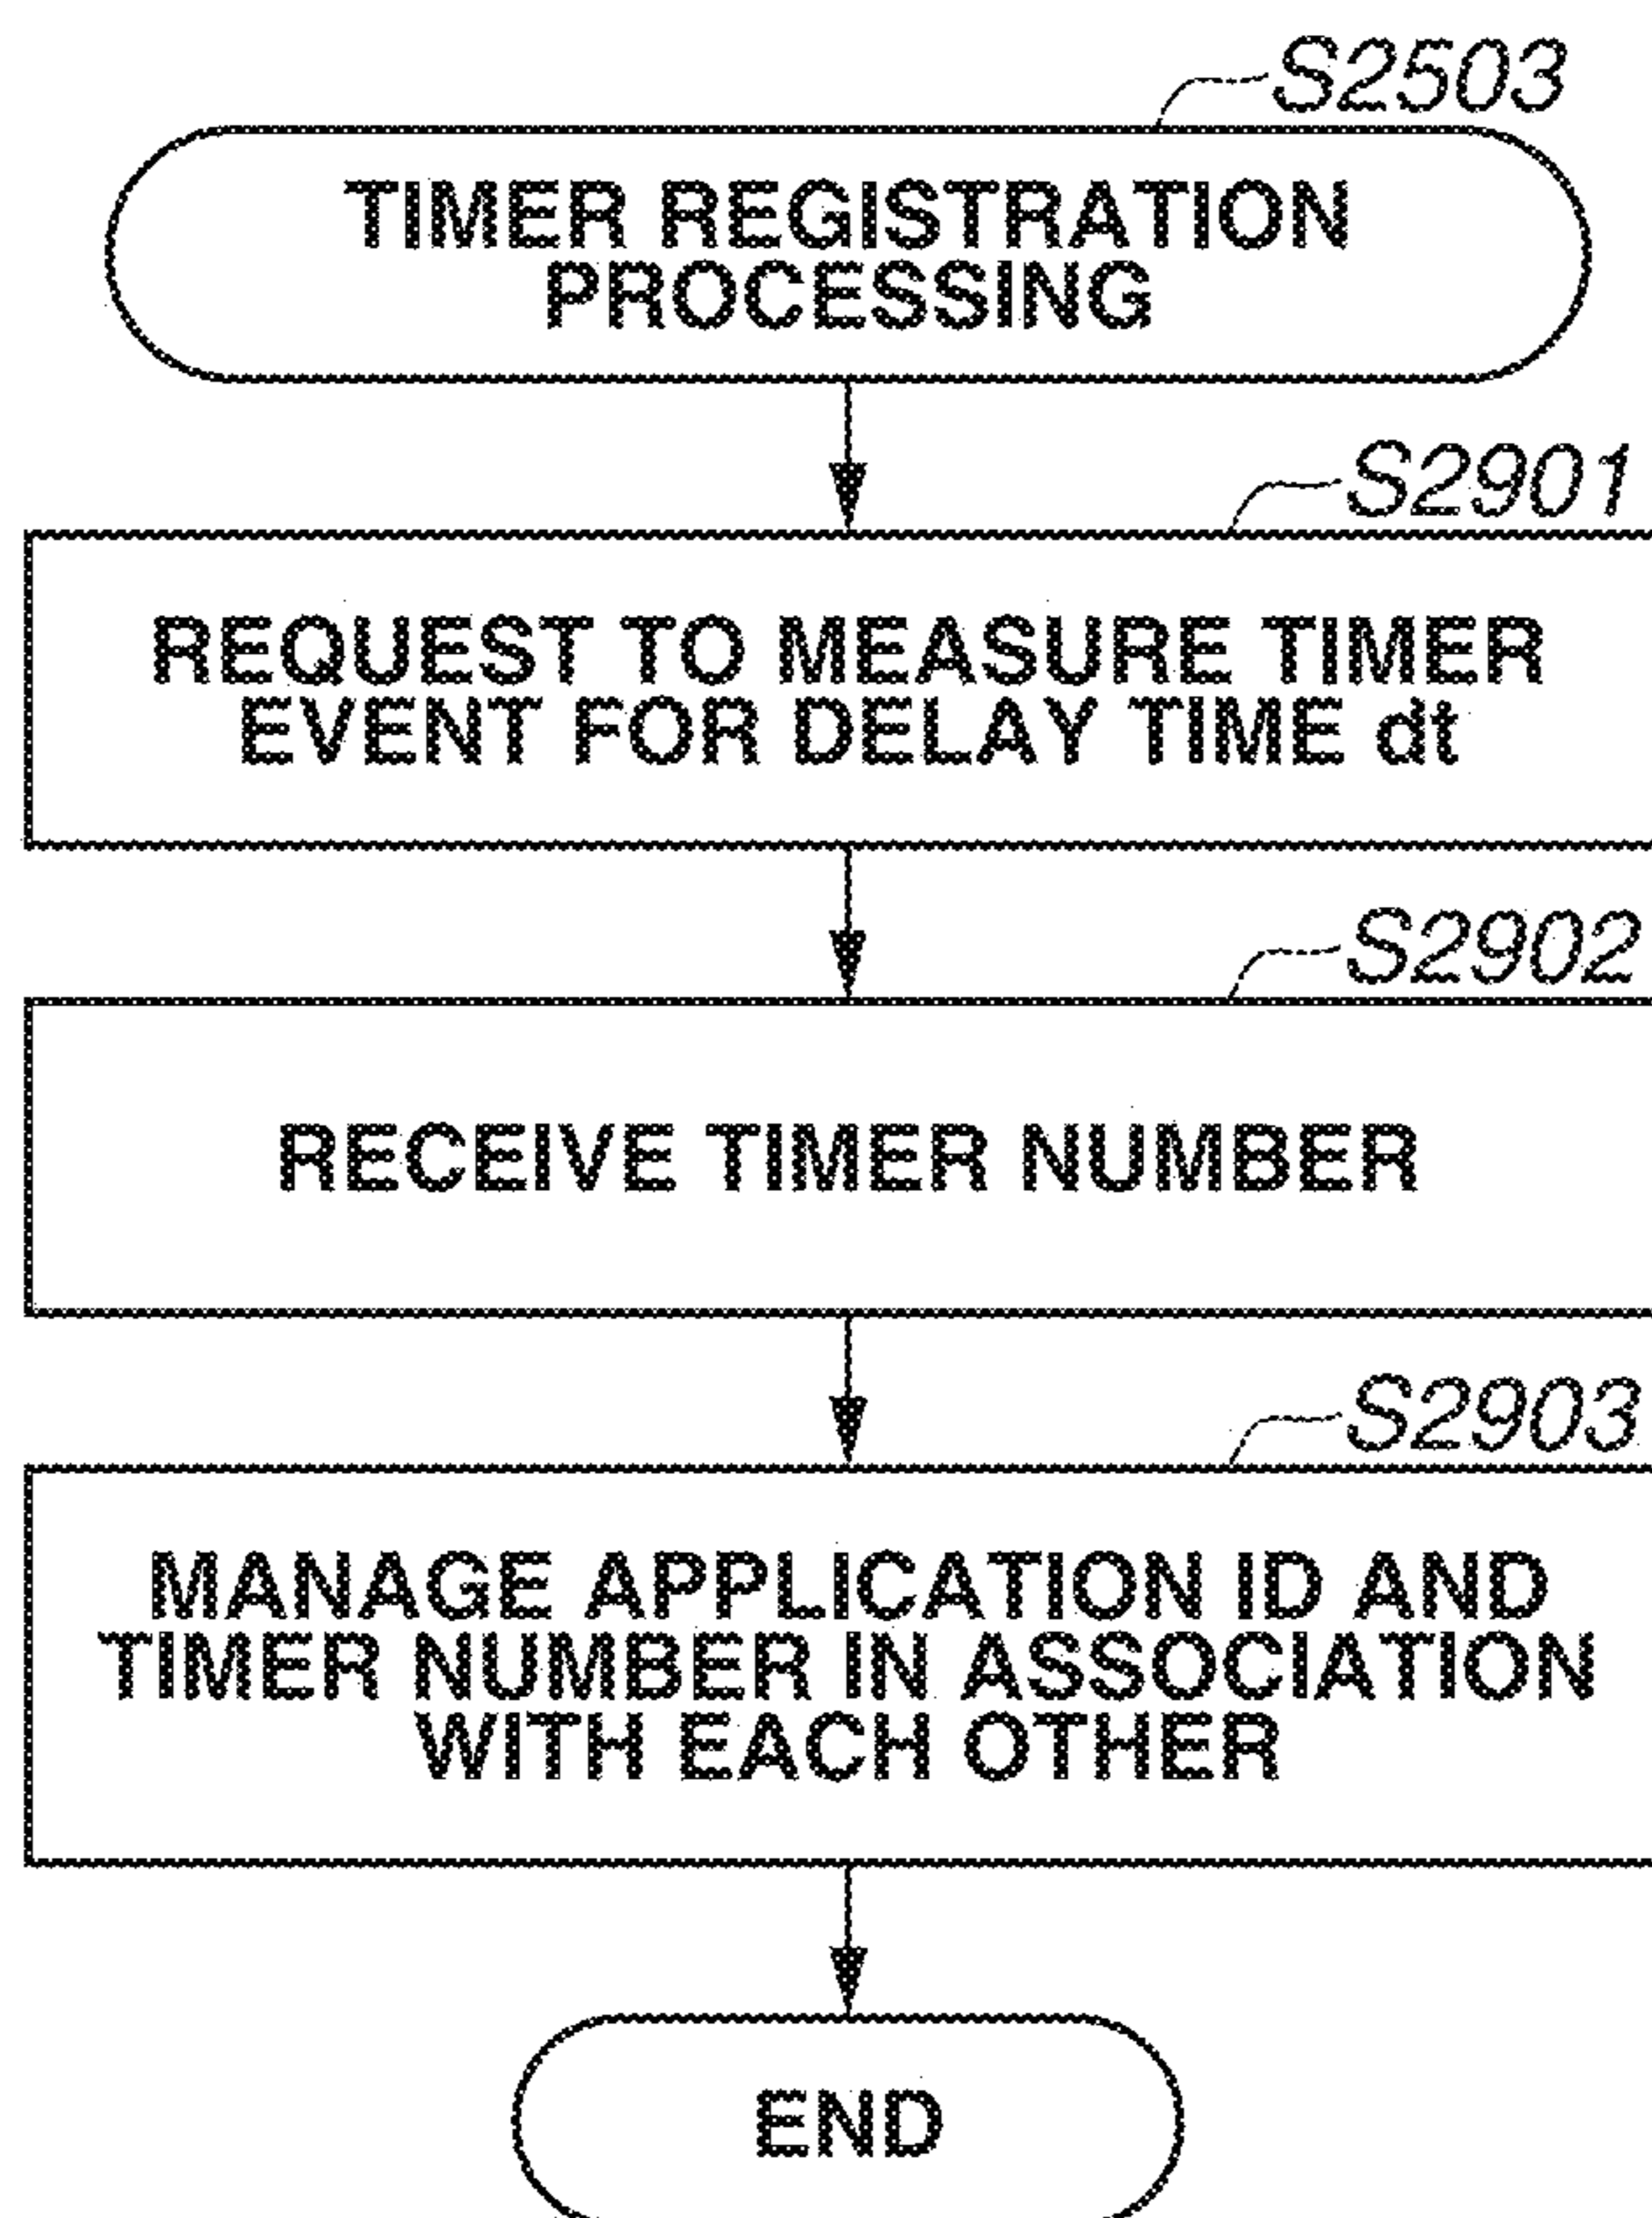 S2503
TIMER REGISTRATION
PROCESSING
S2901
REQUEST TO MEASURE TIMER
EVENT FOR DELAY TIME dt
S2902
RECEIVE TIMER NUMBER
S2903
MANAGE APPLICATION ID AND
TIMER NUMBER IN ASSOCIATION
WITH EACH OTHER
END